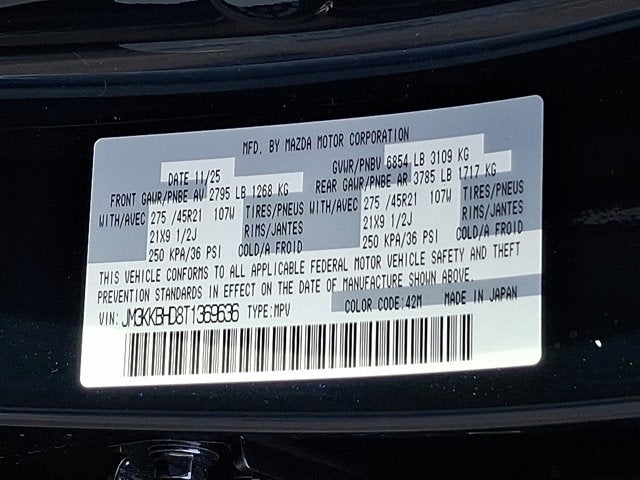 MFD. BY MAZDA MOTOR CORPORATION
DATE 11/25 GVWR/PNBV 6854 LB 3109 KG
FRONT GAWR/PNBE AV 2795 LB 1268 KG REAR GAWR/PNBE AR 3785 LB 1717 KG
WITH/AVEC 275 /45R21 107W TIRES/PNEUS WITH/AVEC 275 /45R21 107W TIRES/PNEUS
21X9 1/2J RIMS/JANTES 21X9 1/2J RIMS/JANTES
250 KPA/36 PSI COLD/A FROID 250 KPA/36 PSI COLD/A FROID
THIS VEHICLE CONFORMS TO ALL APPLICABLE FEDERAL MOTOR VEHICLE SAFETY AND THEFT
PREVENTION STANDARDS IN EFFECT ON THE DATE OF MANUFACTURE SHOWN ABOVE.
VIN: JM3KKBHD8T1369636 TYPE:MPV COLOR CODE:42M MADE IN JAPAN